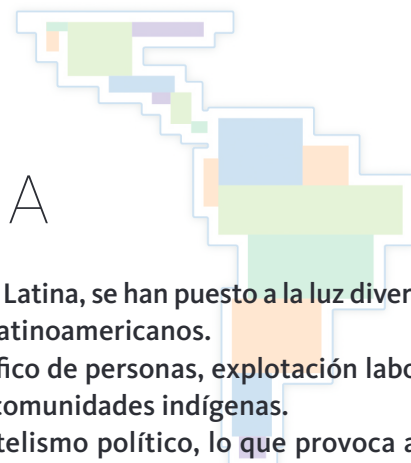 A
Latina, se han puesto a la luz diver
latinoamericanos.
fico de personas, explotación labo
comunidades indígenas.
telismo político, lo que provoca a